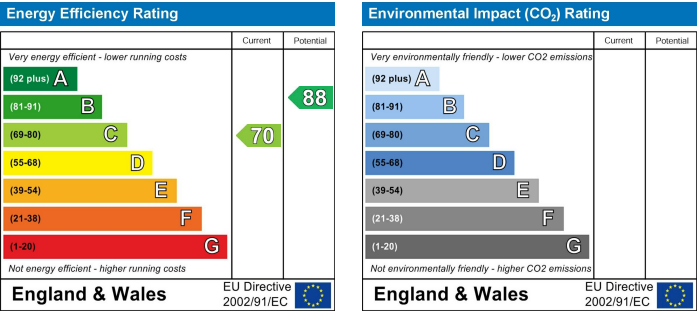 Energy Efficiency Rating
Current Potential
Very energy efficient - lower running costs
(92 plus) A
(81-91) B
88
(69-80) C
70
(55-68) D
(39-54) E
(21-38) F
(1-20) G
Not energy efficient - higher running costs
England & Wales
EU Directive
2002/91/EC
Environmental Impact (CO₂) Rating
Current Potential
Very environmentally friendly - lower CO2 emissions
(92 plus) A
(81-91) B
(69-80) C
(55-68) D
(39-54) E
(21-38) F
(1-20) G
Not environmentally friendly - higher CO2 emissions
England & Wales
EU Directive
2002/91/EC